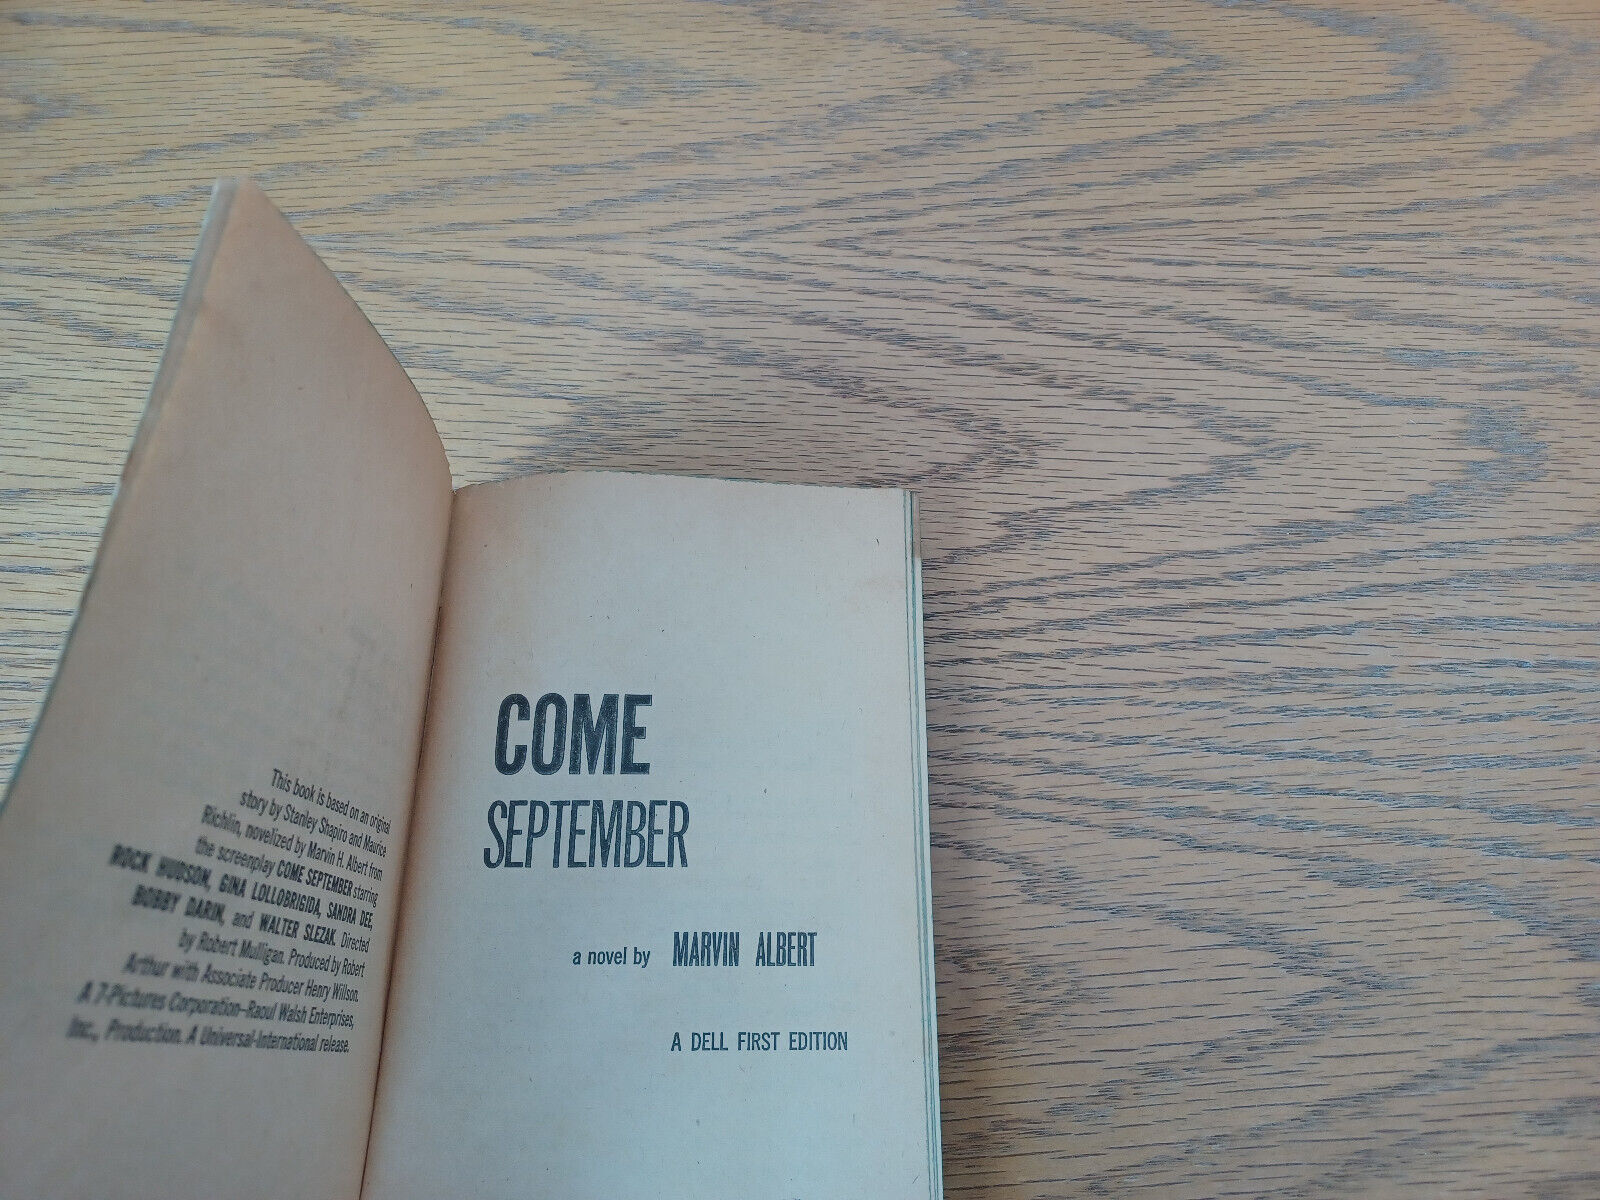 This book is based on an original
story by Stanley Shapiro and Maurice
Richlin, novelized by Marvin H. Albert from
the screenplay COME SEPTEMBER starring
ROCK HUDSON, GINA LOLLOBRIGIDA, SANDRA DEE,
BOBBY DARIN, and WALTER SLEZAK. Directed
by Robert Mulligan. Produced by Robert
Arthur with Associate Producer Henry Willson.
A 7-Pictures Corporation–Raoul Walsh Enterprises,
Inc., Production. A Universal-International release.
COME
SEPTEMBER
a novel by MARVIN ALBERT
A DELL FIRST EDITION